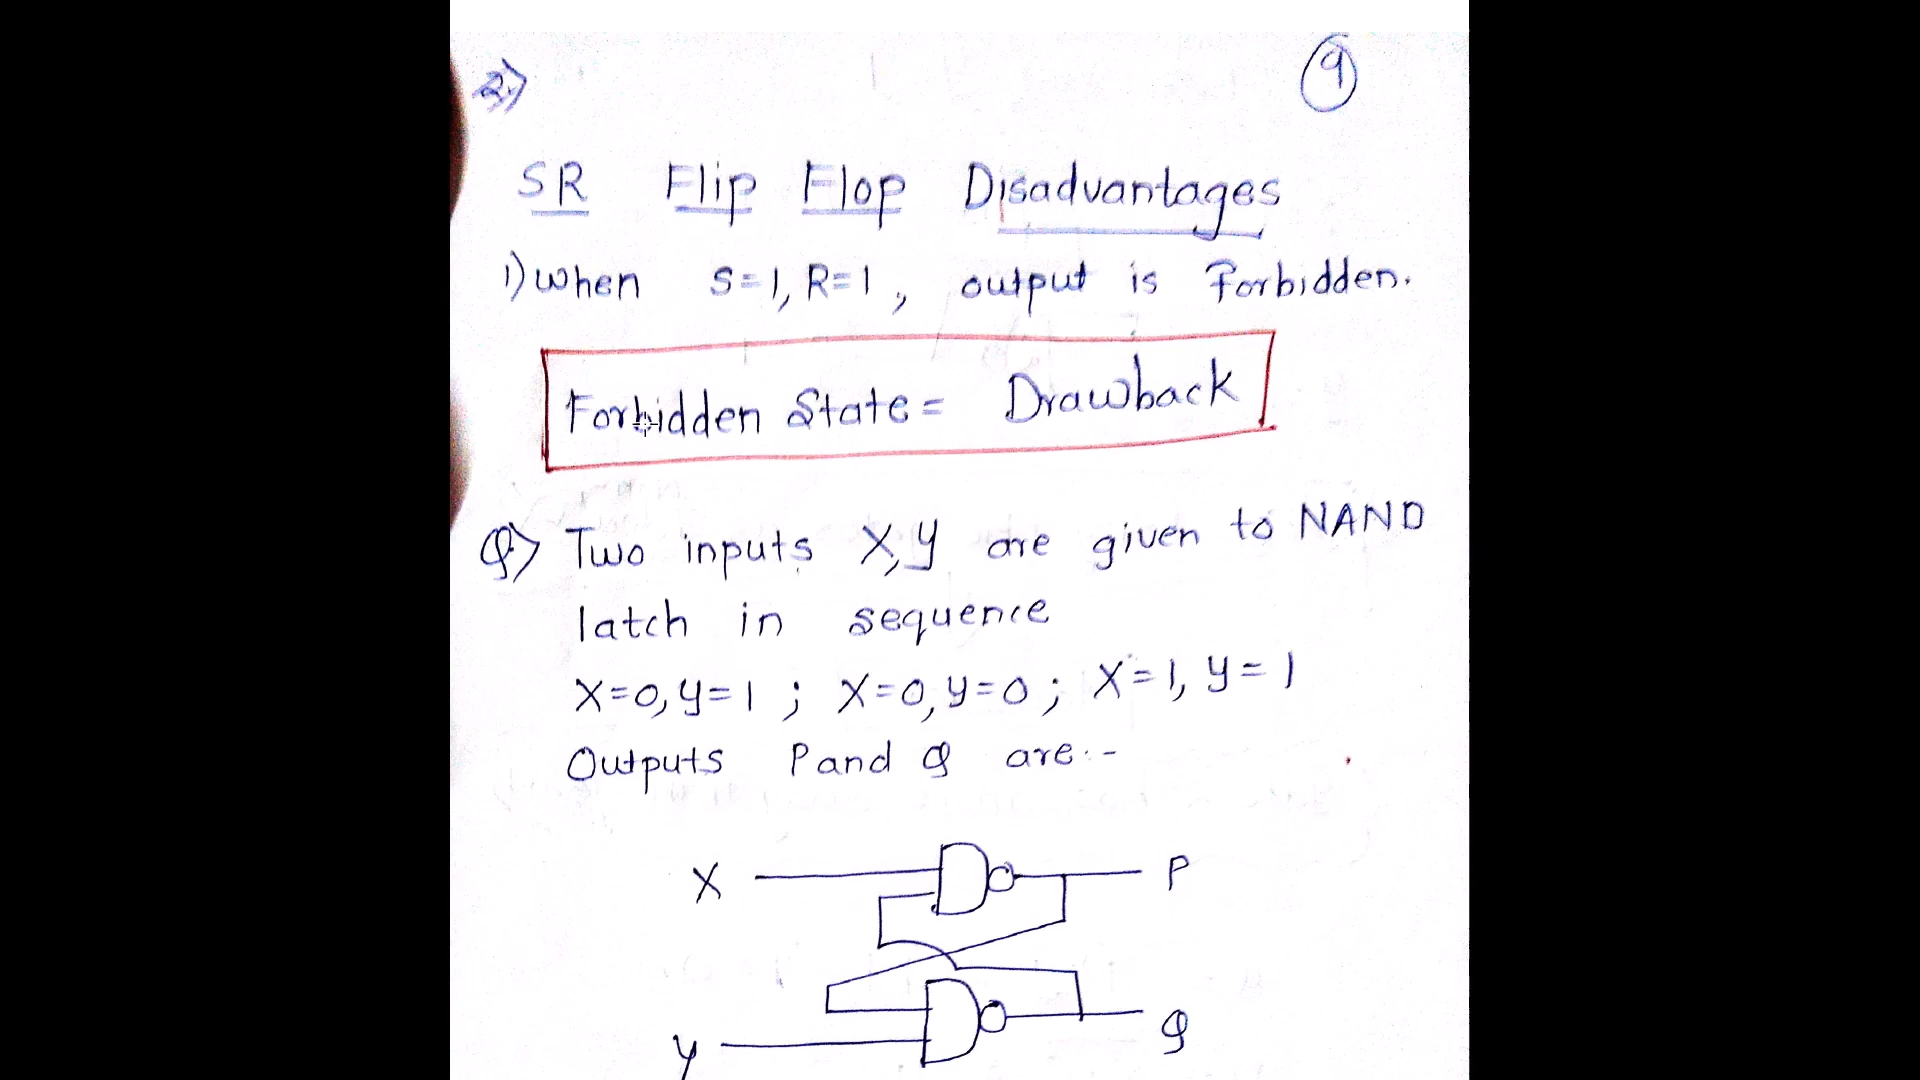 2.)
9
SR Flip Flop Disadvantages
1) when S=1, R=1, output is Forbidden.
Forbidden State = Drawback
Q) Two inputs X, Y are given to NAND
latch in sequence
X=0, Y=1 ; X=0, Y=0 ; X=1, Y=1
Outputs P and Q are:-
X P
Y Q